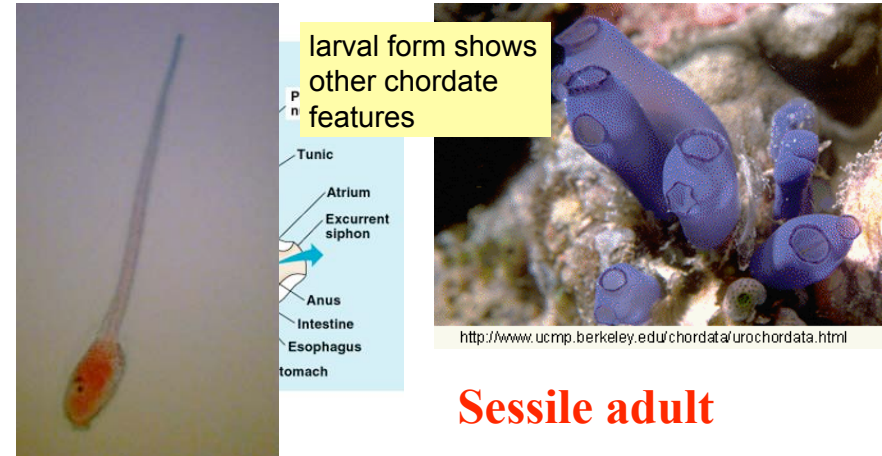 larval form shows
other chordate
features
Tunic
Atrium
Excurrent
siphon
Anus
Intestine
Esophagus
tomach
http://www.ucmp.berkeley.edu/chordata/urochordata.html
Sessile adult